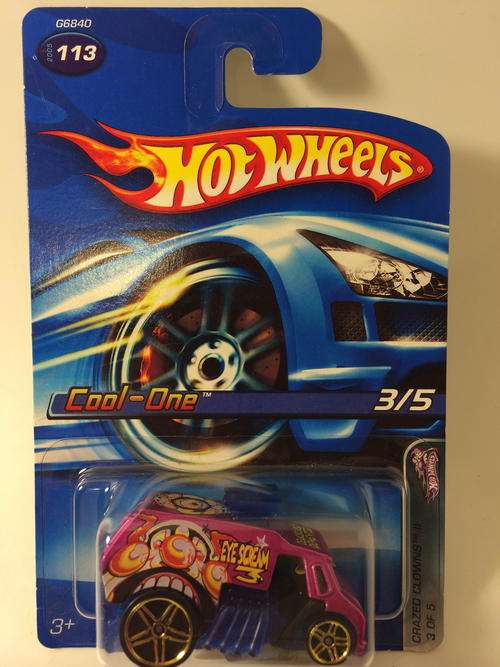 G6840
2005
113
HOT WHEELS®
Cool-One™
3/5
EYE SCREAM
CRAZED CLOWNS™ II
3 OF 5
3+